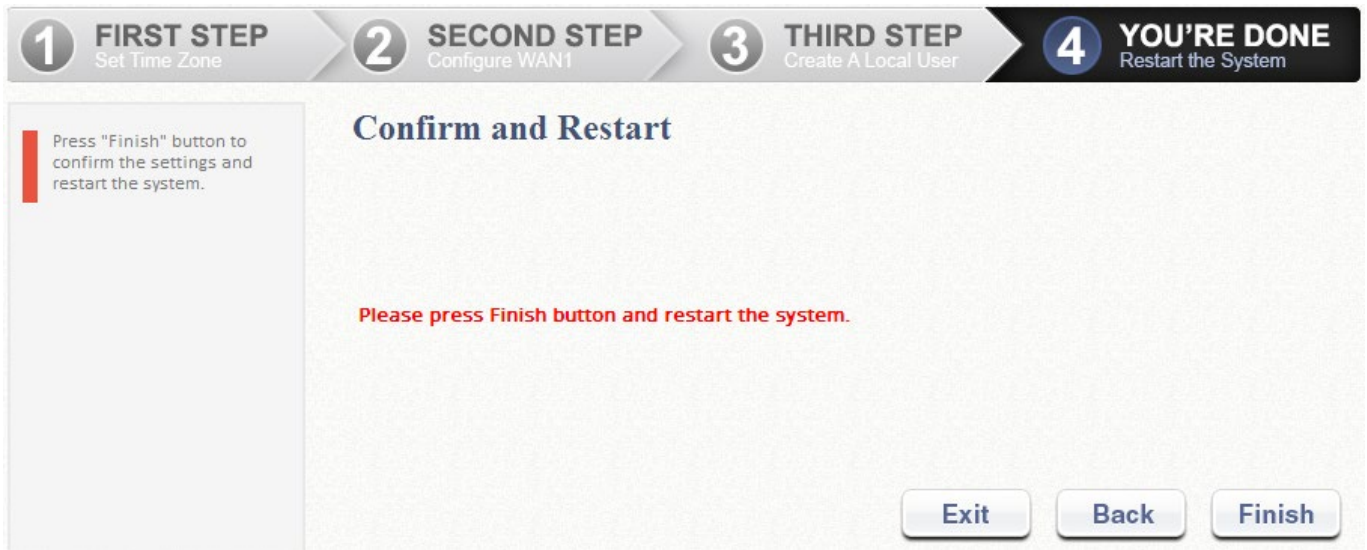 1 FIRST STEP
Set Time Zone
2 SECOND STEP
Configure WAN1
3 THIRD STEP
Create A Local User
4 YOU'RE DONE
Restart the System
Press "Finish" button to
confirm the settings and
restart the system.
Confirm and Restart
Please press Finish button and restart the system.
Exit Back Finish